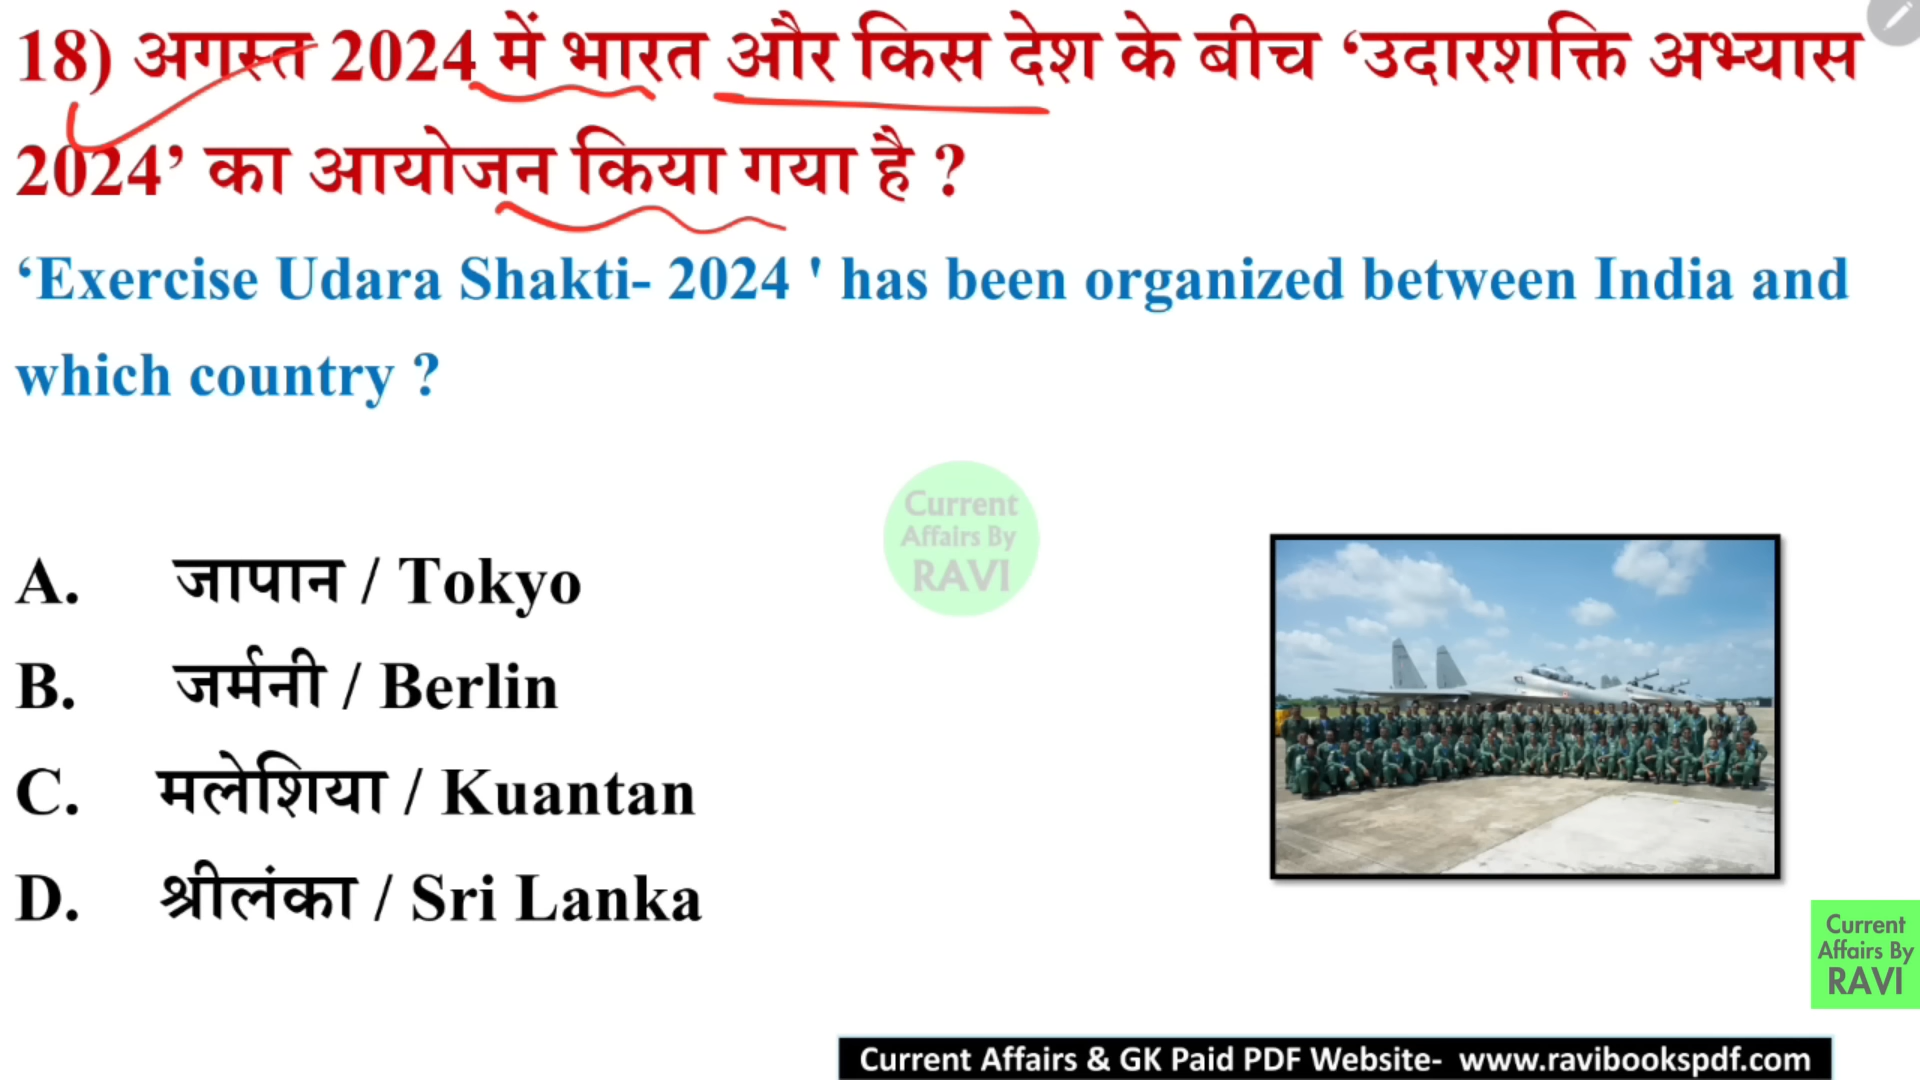 18) अगस्त 2024 में भारत और किस देश के बीच ‘उदारशक्ति अभ्यास
2024’ का आयोजन किया गया है ?
‘Exercise Udara Shakti- 2024 ' has been organized between India and
which country ?
Current
Affairs By
RAVI
A. जापान / Tokyo
B. जर्मनी / Berlin
C. मलेशिया / Kuantan
D. श्रीलंका / Sri Lanka
Current
Affairs By
RAVI
Current Affairs & GK Paid PDF Website- www.ravibookspdf.com